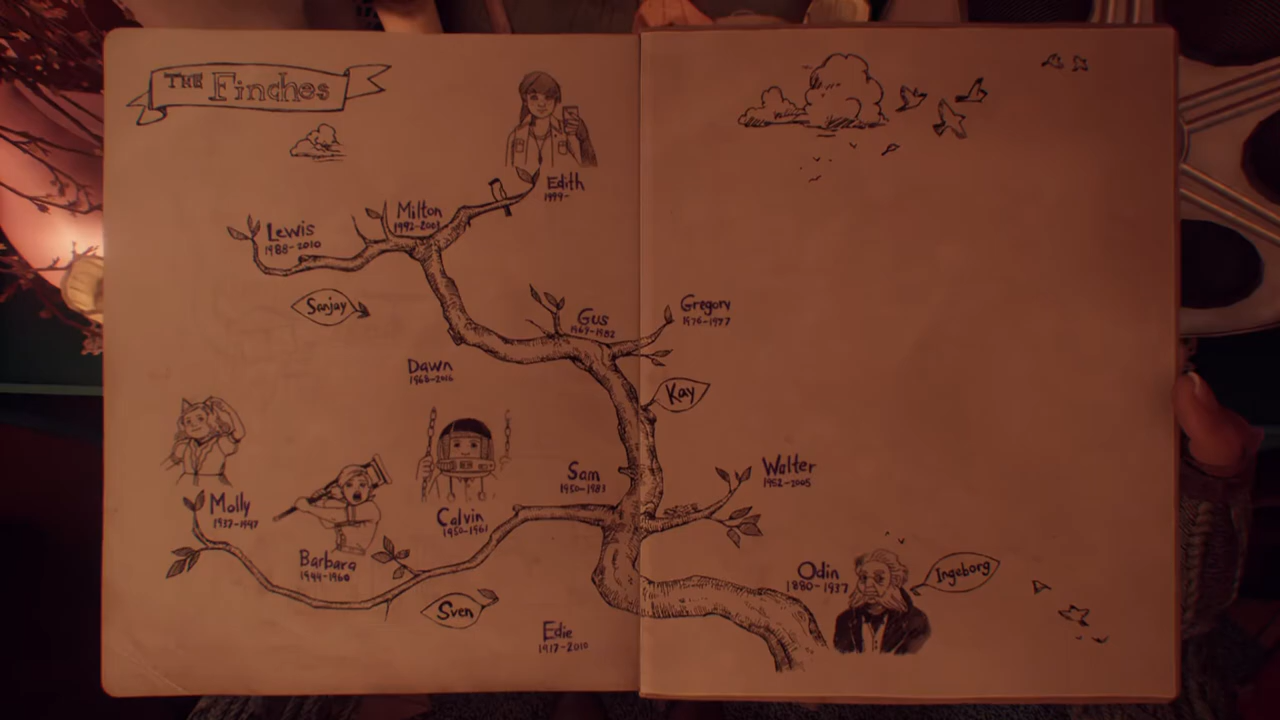 THE Finches
Edith
1999-
Milton
1992-2003
Lewis
1988-2010
Sanjay
Gus
1969-1982
Gregory
1976-1977
Dawn
1968-2016
Kay
Sam
1950-1983
Walter
1952-2005
Calvin
1950-1961
Molly
1937-1947
Barbara
1944-1960
Sven
Odin
1880-1937
Ingeborg
Edie
1917-2010